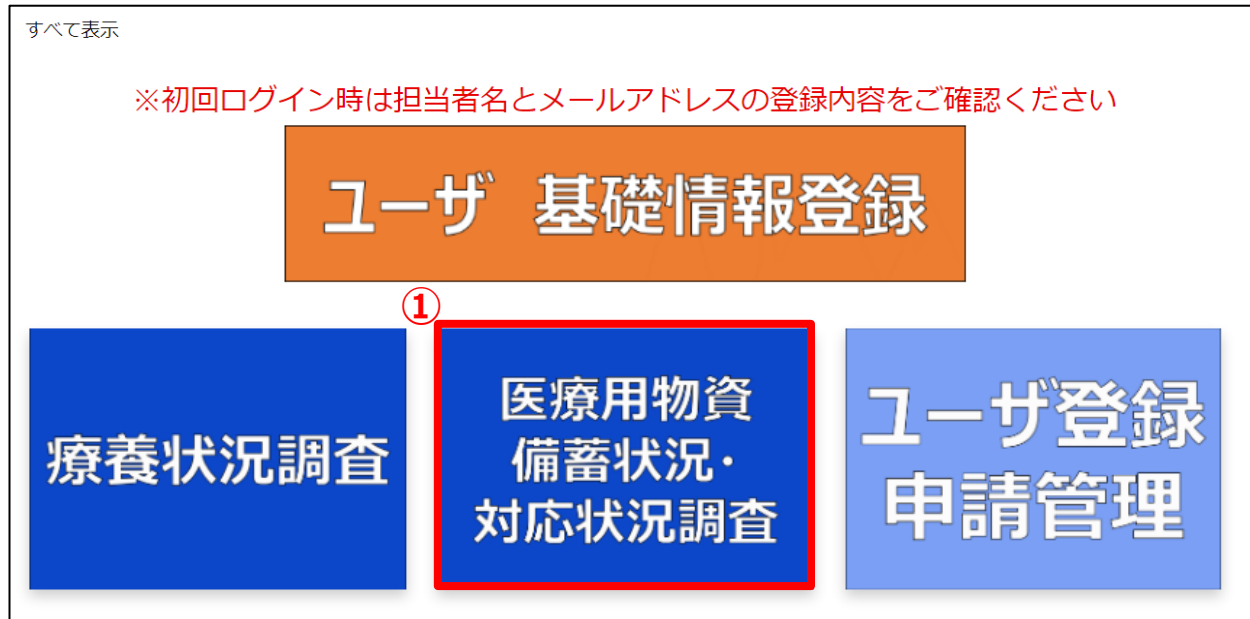 すべて表示
※初回ログイン時は担当者名とメールアドレスの登録内容をご確認ください
ユーザ 基礎情報登録
①
療養状況調査
医療用物資
備蓄状況・
対応状況調査
ユーザ登録
申請管理